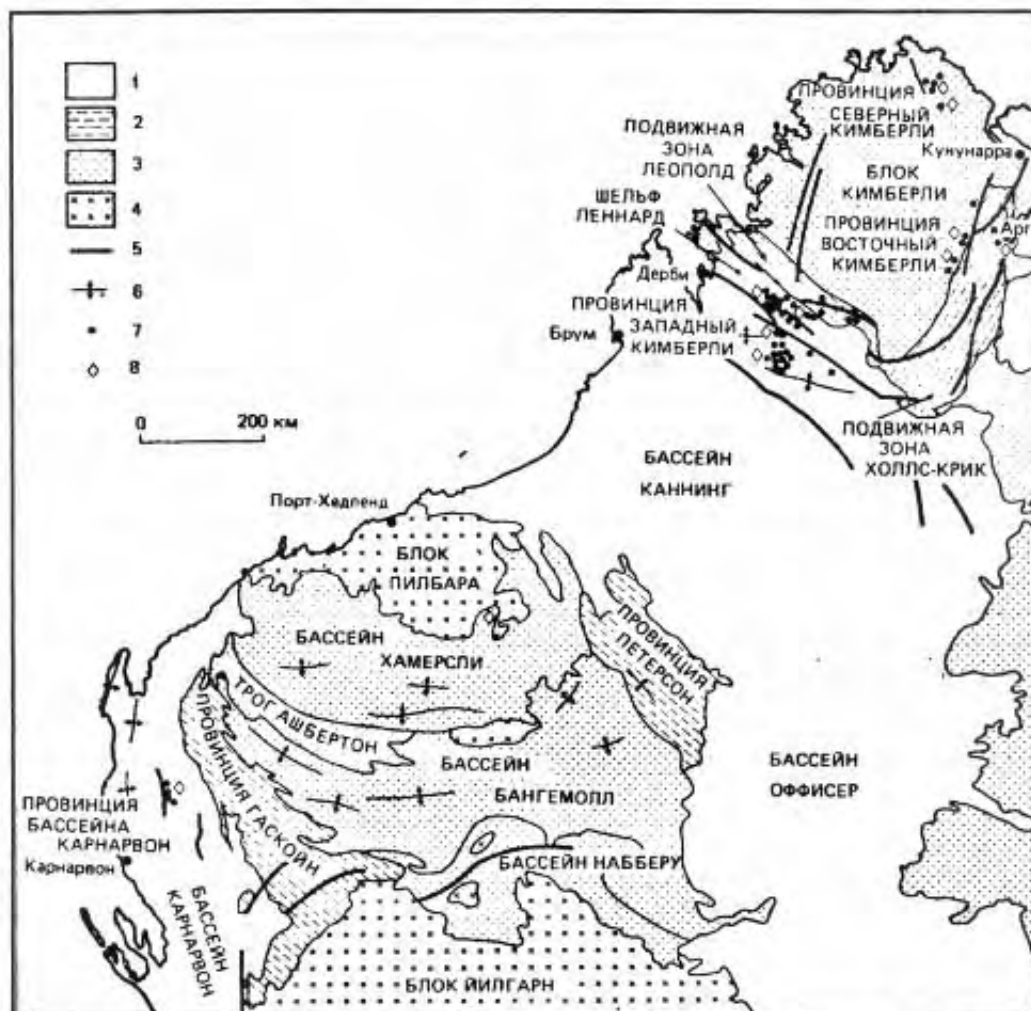 1
2
3
4
5
6
7
8
0 200 км
ПРОВИНЦИЯ
СЕВЕРНЫЙ
КИМБЕРЛИ
Кунунарра
ПОДВИЖНАЯ
ЗОНА
ЛЕОПОЛД
БЛОК
КИМБЕРЛИ
ШЕЛЬФ
ЛЕННАРД
ПРОВИНЦИЯ
ВОСТОЧНЫЙ
КИМБЕРЛИ
Арг
Дерби
ПРОВИНЦИЯ
ЗАПАДНЫЙ
КИМБЕРЛИ
Брум
ПОДВИЖНАЯ
ЗОНА
ХОЛЛС-КРИК
БАССЕЙН
КАННИНГ
Порт-Хедленд
БЛОК
ПИЛБАРА
ПРОВИНЦИЯ
ПЕТЕРСОН
БАССЕЙН
ХАМЕРСЛИ
ТРОГ АШБЕРТОН
ПРОВИНЦИЯ ГАСКОЙН
БАССЕЙН
БАНГЕМОЛЛ
БАССЕЙН
ОФФИСЕР
ПРОВИНЦИЯ
БАССЕЙНА
КАРНАРВОН
Карнарвон
БАССЕЙН НАББЕРУ
БАССЕЙН
КАРНАРВОН
БЛОК ЙИЛГАРН